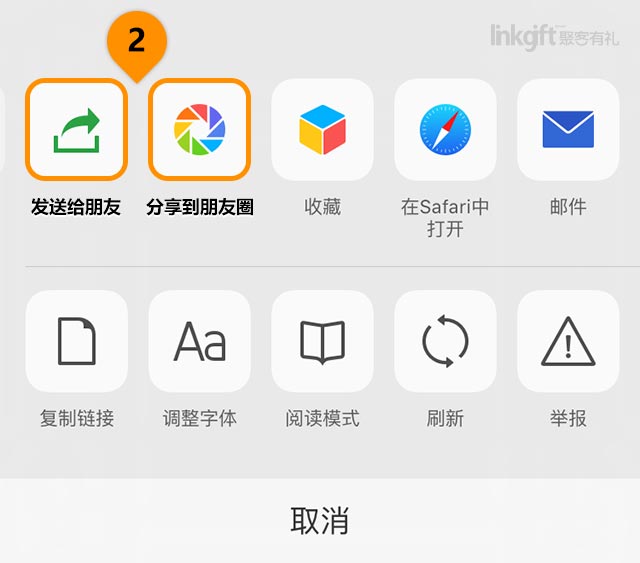 2
linkgift 聚客有礼
发送给朋友
分享到朋友圈
收藏
在Safari中
打开
邮件
Aa
复制链接
调整字体
阅读模式
刷新
举报
取消